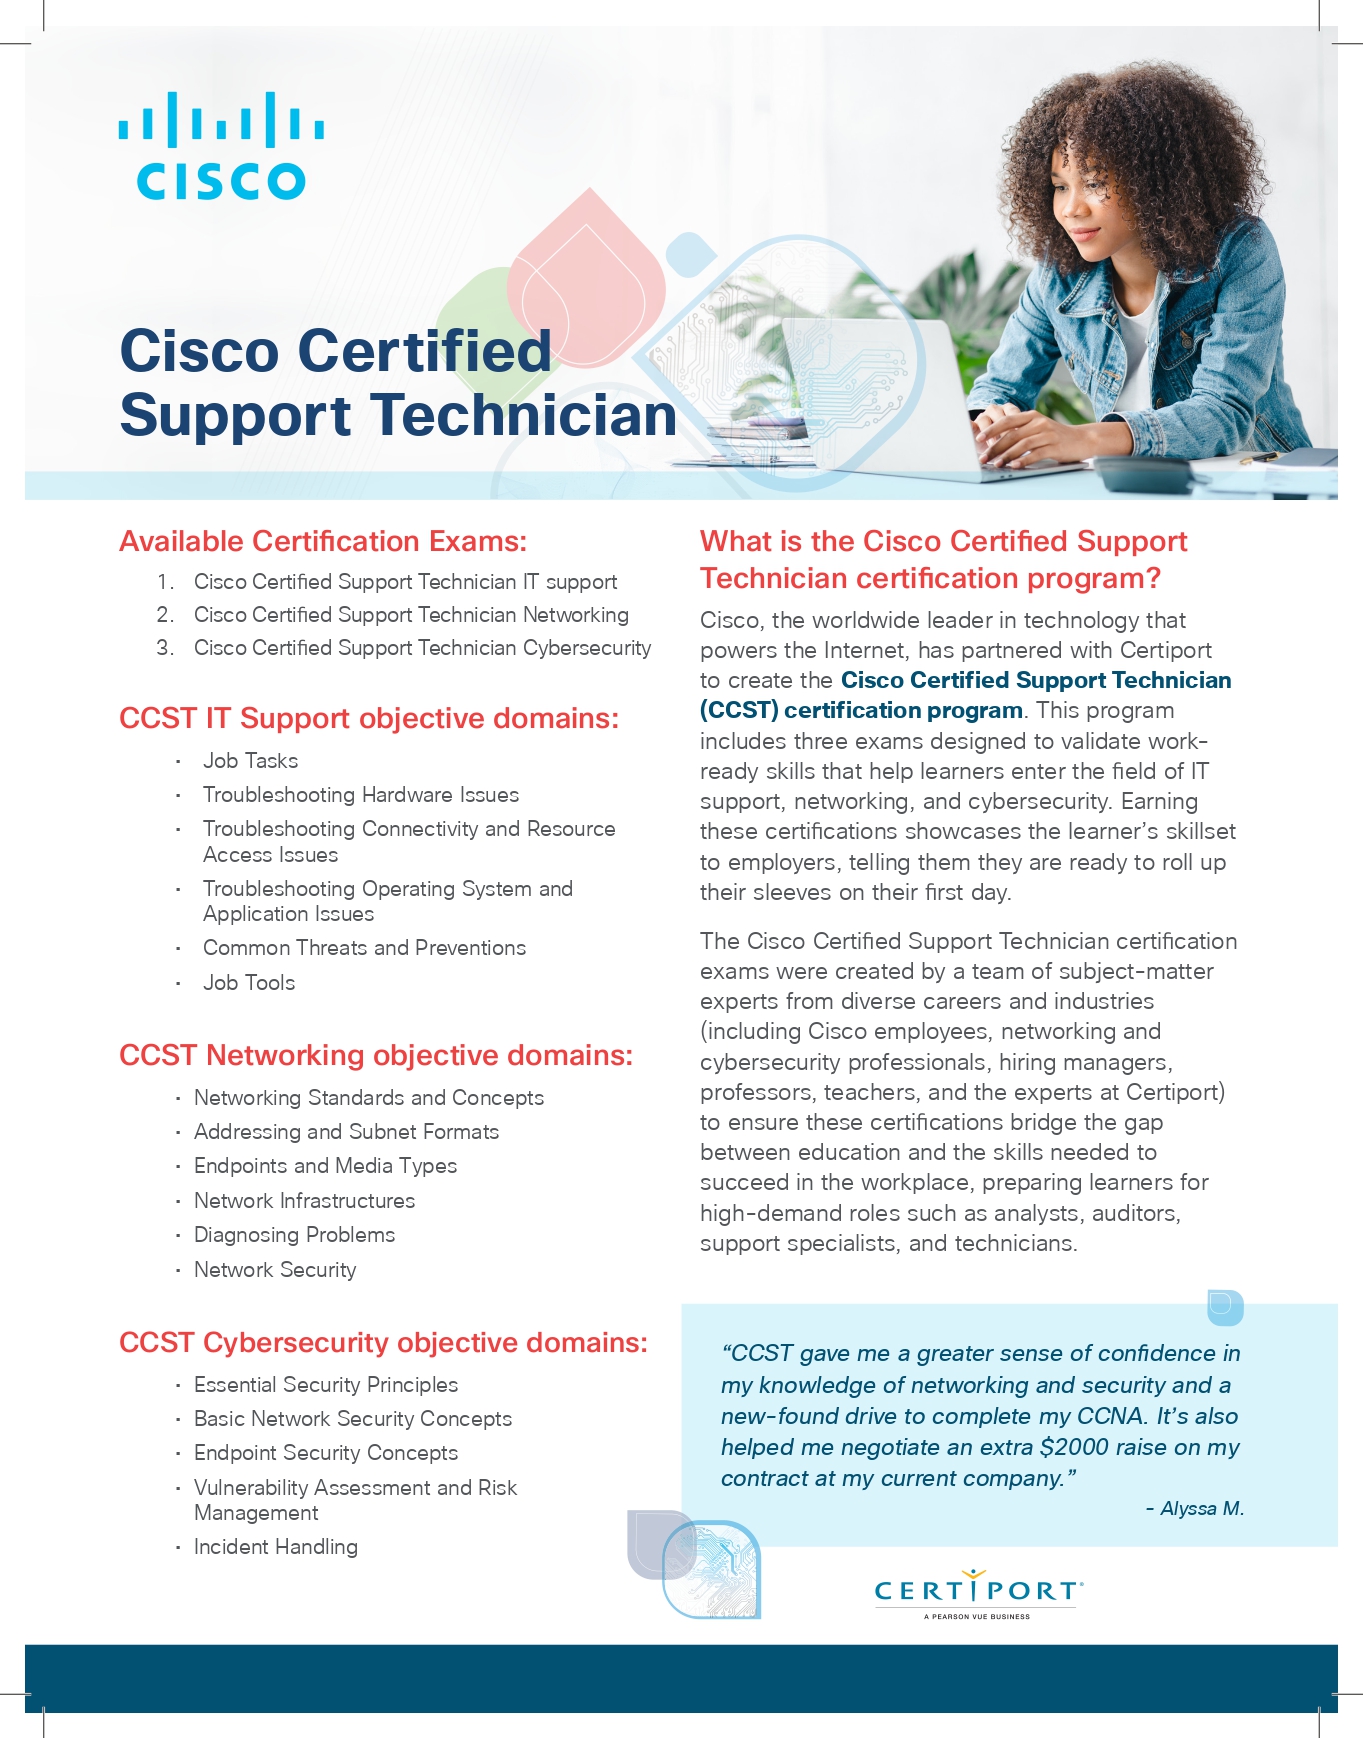 CISCO
Cisco Certified
Support Technician
Available Certification Exams:
1. Cisco Certified Support Technician IT support
2. Cisco Certified Support Technician Networking
3. Cisco Certified Support Technician Cybersecurity
CCST IT Support objective domains:
• Job Tasks
• Troubleshooting Hardware Issues
• Troubleshooting Connectivity and Resource
Access Issues
• Troubleshooting Operating System and
Application Issues
• Common Threats and Preventions
• Job Tools
CCST Networking objective domains:
• Networking Standards and Concepts
• Addressing and Subnet Formats
• Endpoints and Media Types
• Network Infrastructures
• Diagnosing Problems
• Network Security
CCST Cybersecurity objective domains:
• Essential Security Principles
• Basic Network Security Concepts
• Endpoint Security Concepts
• Vulnerability Assessment and Risk
Management
• Incident Handling
What is the Cisco Certified Support
Technician certification program?
Cisco, the worldwide leader in technology that
powers the Internet, has partnered with Certiport
to create the Cisco Certified Support Technician
(CCST) certification program. This program
includes three exams designed to validate work-
ready skills that help learners enter the field of IT
support, networking, and cybersecurity. Earning
these certifications showcases the learner’s skillset
to employers, telling them they are ready to roll up
their sleeves on their first day.
The Cisco Certified Support Technician certification
exams were created by a team of subject-matter
experts from diverse careers and industries
(including Cisco employees, networking and
cybersecurity professionals, hiring managers,
professors, teachers, and the experts at Certiport)
to ensure these certifications bridge the gap
between education and the skills needed to
succeed in the workplace, preparing learners for
high-demand roles such as analysts, auditors,
support specialists, and technicians.
“CCST gave me a greater sense of confidence in
my knowledge of networking and security and a
new-found drive to complete my CCNA. It’s also
helped me negotiate an extra $2000 raise on my
contract at my current company.”
- Alyssa M.
CERTIPORT®
A PEARSON VUE BUSINESS